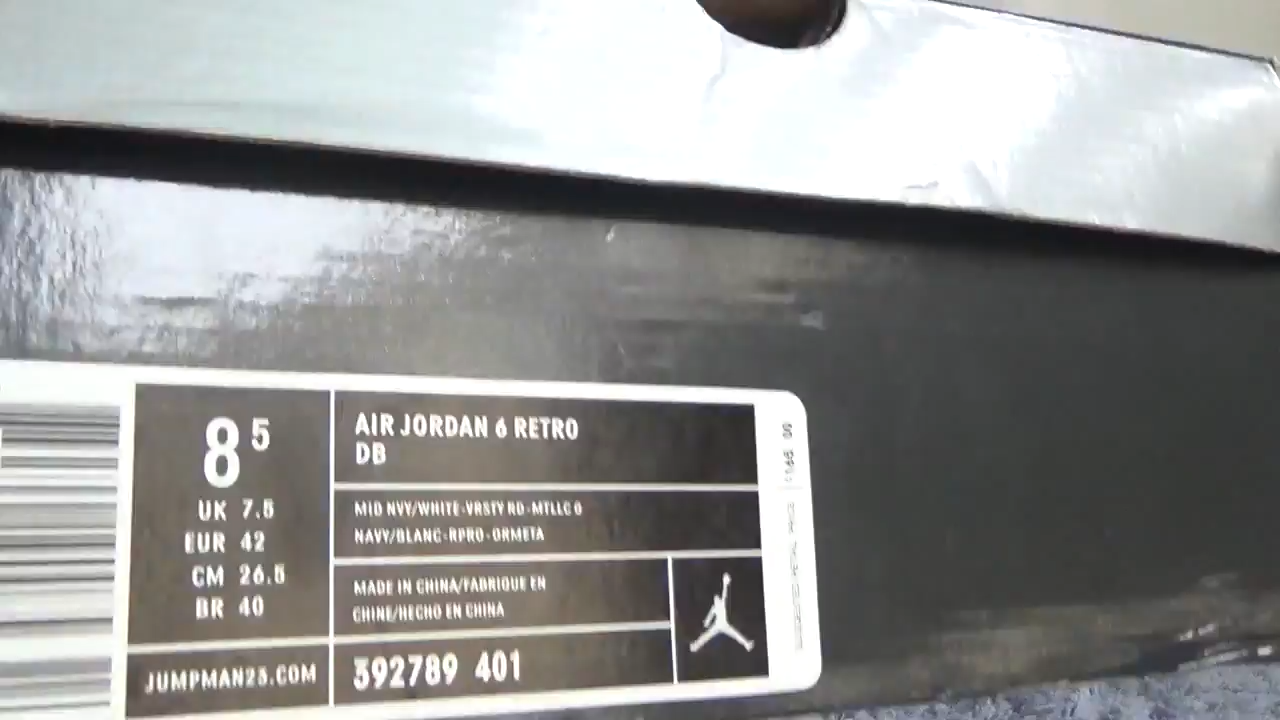 8 5
UK 7.5
EUR 42
CM 26.5
BR 40
JUMPMAN23.COM
AIR JORDAN 6 RETRO
DB
MID NVY/WHITE-VRSTY RD-MTLLC G
NAVY/BLANC-RPRO-ORMETA
MADE IN CHINA/FABRIQUE EN
CHINE/HECHO EN CHINA
392789 401